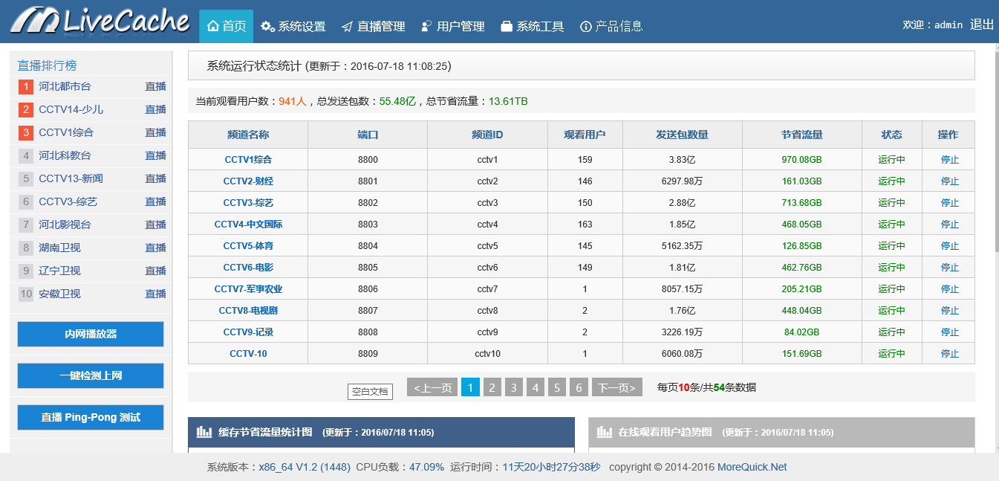 LiveCache 首页 系统设置 直播管理 用户管理 系统工具 产品信息 欢迎：admin 退出
直播排行榜
1 河北都市台 直播
2 CCTV14-少儿 直播
3 CCTV1综合 直播
4 河北科教台 直播
5 CCTV13-新闻 直播
6 CCTV3-综艺 直播
7 河北影视台 直播
8 湖南卫视 直播
9 辽宁卫视 直播
10 安徽卫视 直播
内网播放器
一键检测上网
直播 Ping-Pong 测试
系统运行状态统计 (更新于：2016-07-18 11:08:25)
当前观看用户数：941人，总发送包数：55.48亿，总节省流量：13.61TB
频道名称 端口 频道ID 观看用户 发送包数量 节省流量 状态 操作
CCTV1综合 8800 cctv1 159 3.83亿 970.08GB 运行中 停止
CCTV2-财经 8801 cctv2 146 6297.98万 161.03GB 运行中 停止
CCTV3-综艺 8802 cctv3 150 2.88亿 713.68GB 运行中 停止
CCTV4-中文国际 8803 cctv4 163 1.85亿 468.05GB 运行中 停止
CCTV5-体育 8804 cctv5 145 5162.35万 126.85GB 运行中 停止
CCTV6-电影 8805 cctv6 149 1.81亿 462.76GB 运行中 停止
CCTV7-军事农业 8806 cctv7 1 8057.15万 205.21GB 运行中 停止
CCTV8-电视剧 8807 cctv8 2 1.76亿 448.04GB 运行中 停止
CCTV9-记录 8808 cctv9 2 3226.19万 84.02GB 运行中 停止
CCTV-10 8809 cctv10 1 6060.08万 151.69GB 运行中 停止
空白文档 <上一页 1 2 3 4 5 6 下一页> 每页10条/共54条数据
缓存节省流量统计图 (更新于：2016/07/18 11:05)
在线观看用户趋势图 (更新于：2016/07/18 11:05)
系统版本：x86_64 V1.2 (1448) CPU负载：47.09% 运行时间：11天20小时27分38秒 copyright © 2014-2016 MoreQuick.Net